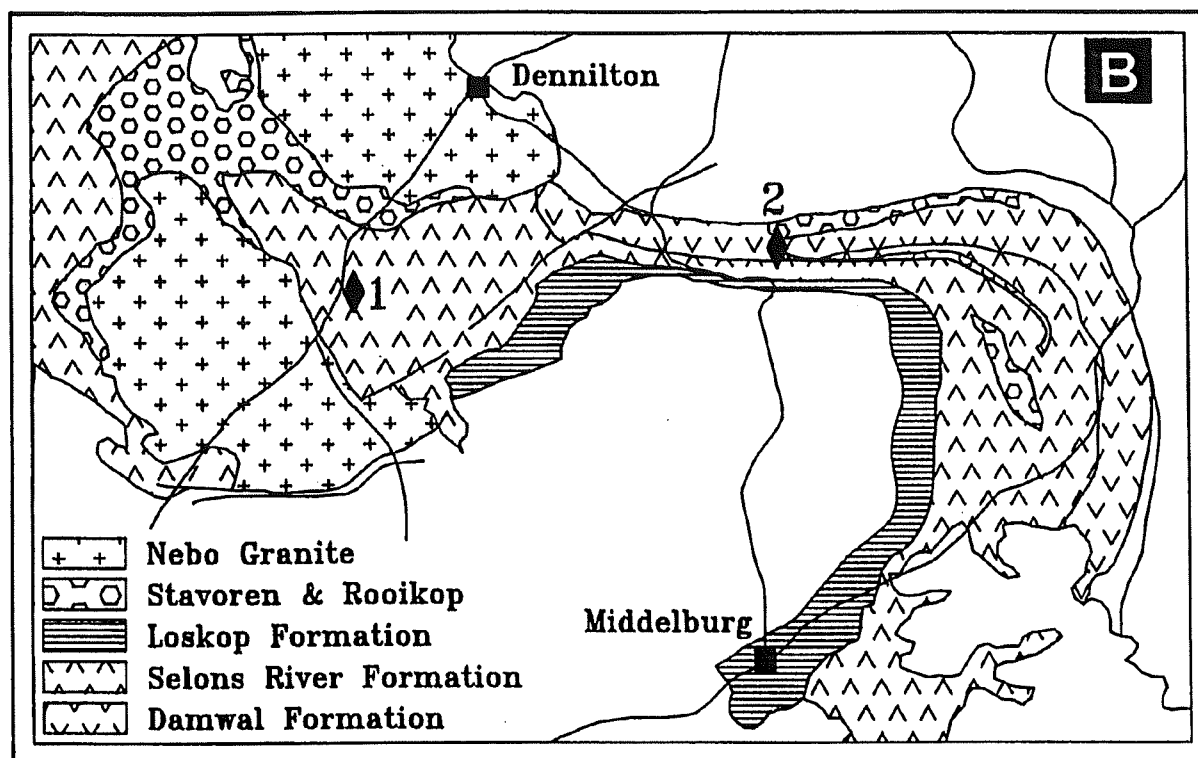 B
Dennilton
2
1
Nebo Granite
Stavoren & Rooikop
Loskop Formation
Middelburg
Selons River Formation
Damwal Formation